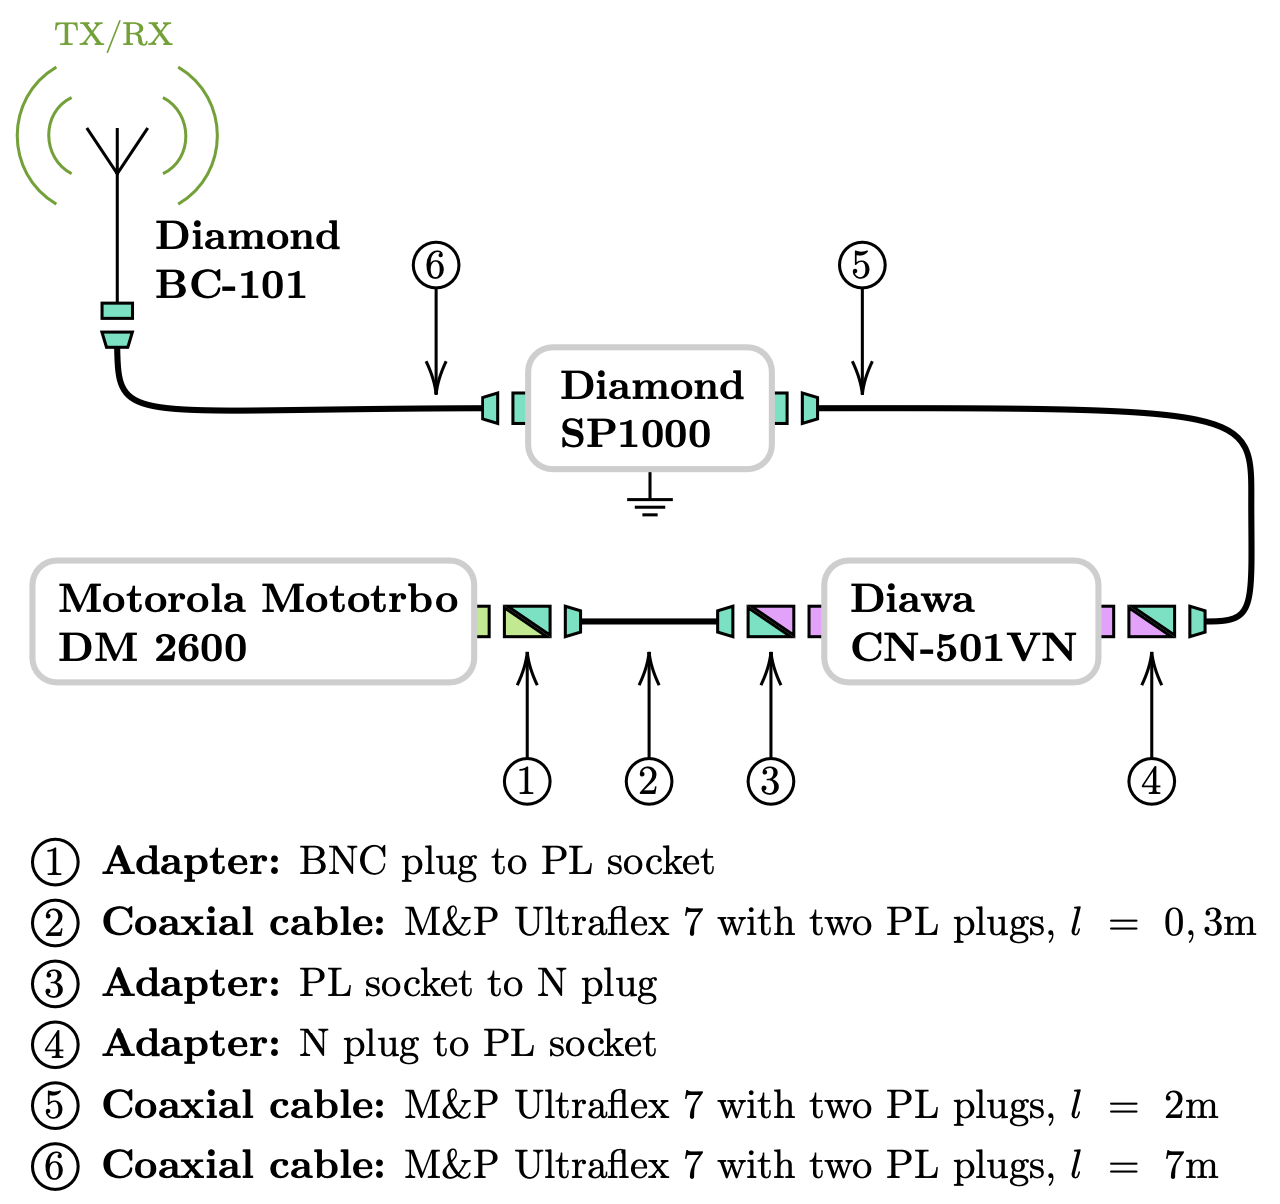 TX/RX
Diamond
BC-101
6
5
Diamond
SP1000
Motorola Mototrbo
DM 2600
Diawa
CN-501VN
1
2
3
4
1 Adapter: BNC plug to PL socket
2 Coaxial cable: M&P Ultraflex 7 with two PL plugs, l = 0,3m
3 Adapter: PL socket to N plug
4 Adapter: N plug to PL socket
5 Coaxial cable: M&P Ultraflex 7 with two PL plugs, l = 2m
6 Coaxial cable: M&P Ultraflex 7 with two PL plugs, l = 7m